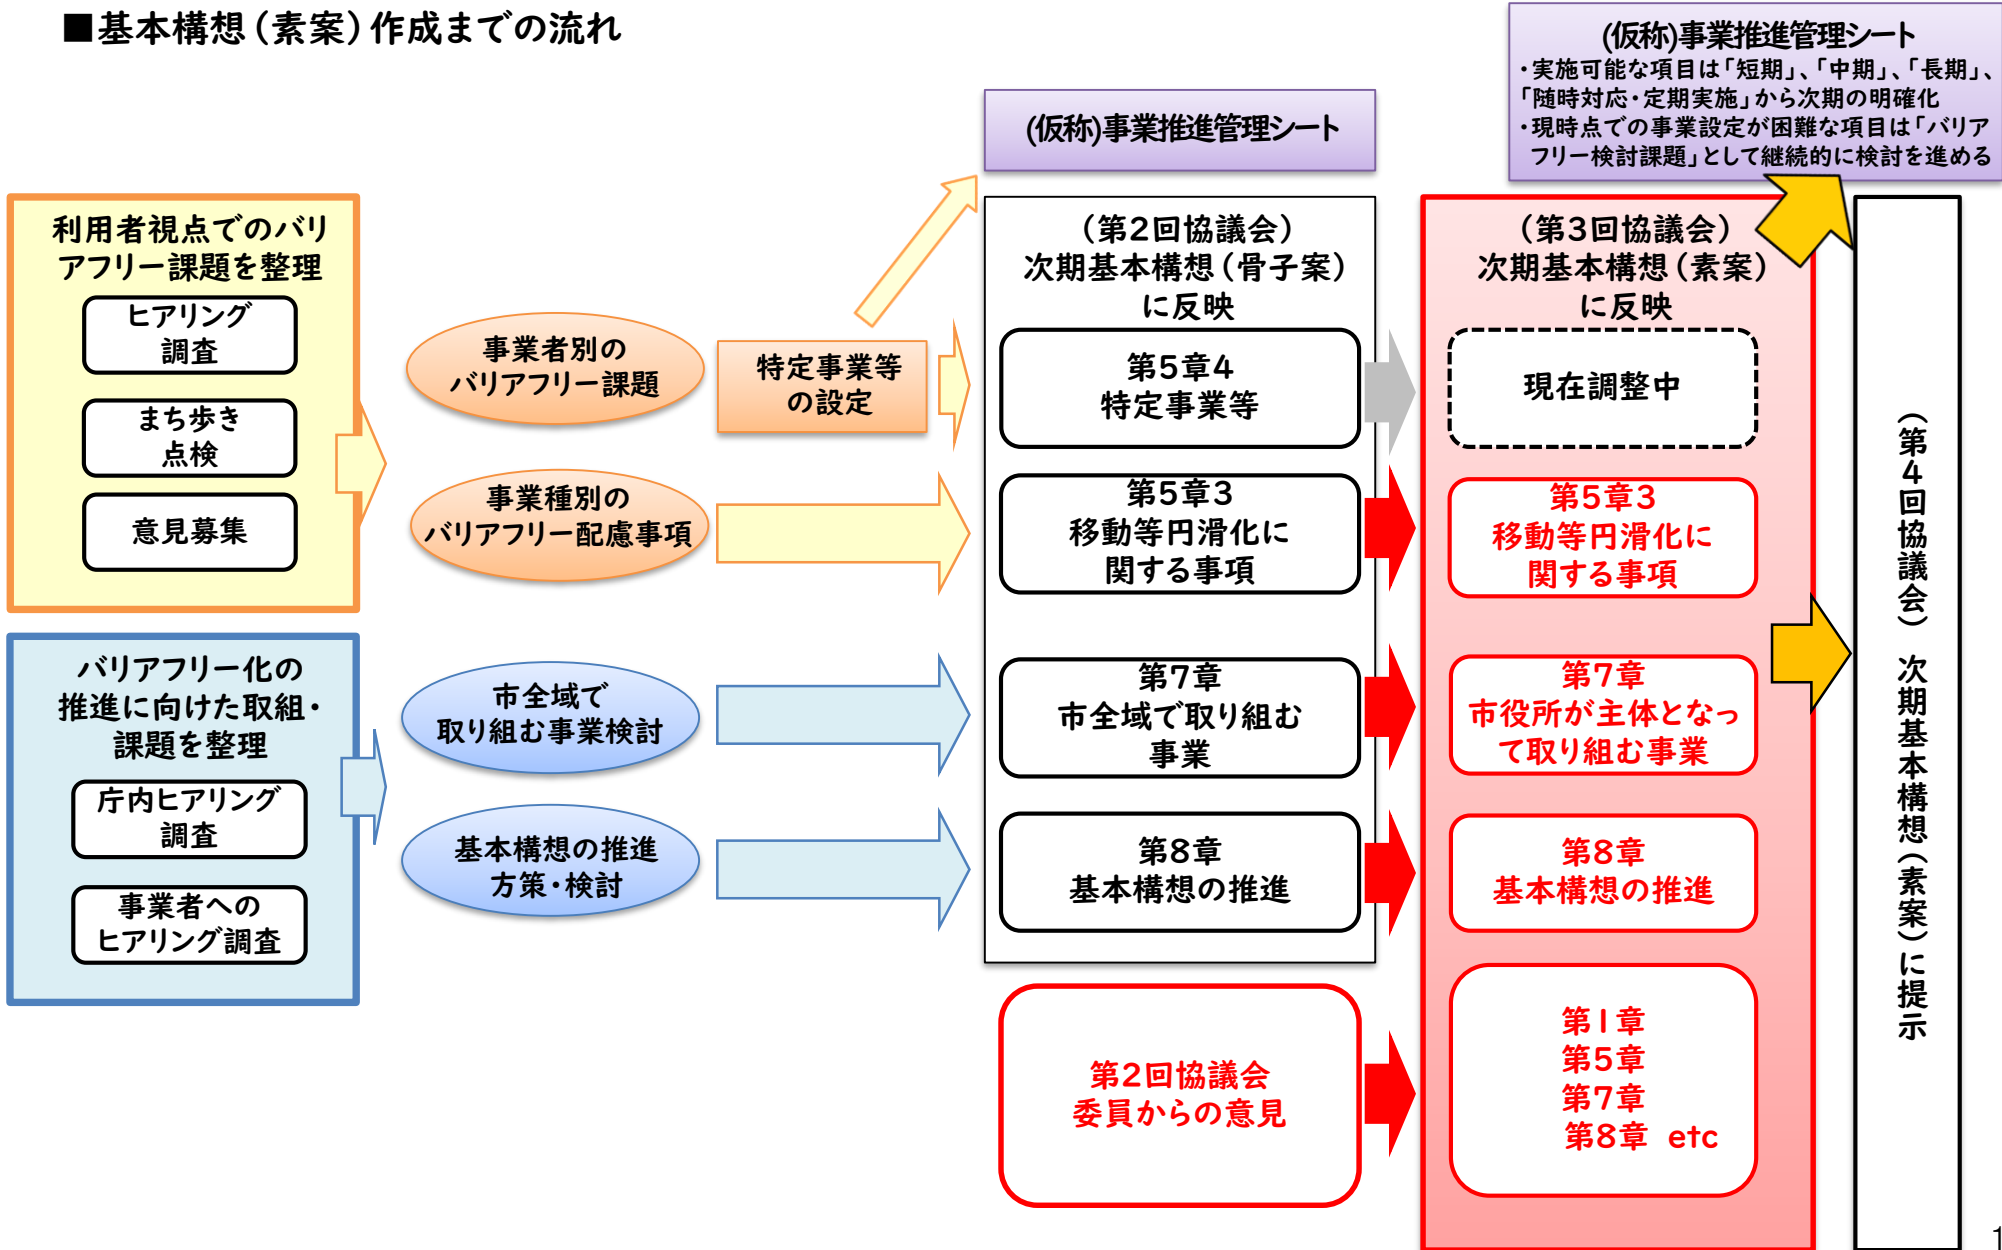 ■基本構想（素案）作成までの流れ
(仮称)事業推進管理シート
・実施可能な項目は「短期」、「中期」、「長期」、
「随時対応・定期実施」から次期の明確化
・現時点での事業設定が困難な項目は「バリア
フリー検討課題」として継続的に検討を進める
(仮称)事業推進管理シート
利用者視点でのバリ
アフリー課題を整理
ヒアリング
調査
まち歩き
点検
意見募集
バリアフリー化の
推進に向けた取組・
課題を整理
庁内ヒアリング
調査
事業者への
ヒアリング調査
事業者別の
バリアフリー課題
特定事業等
の設定
事業種別の
バリアフリー配慮事項
市全域で
取り組む事業検討
基本構想の推進
方策・検討
（第2回協議会）
次期基本構想（骨子案）
に反映
第5章4
特定事業等
第5章3
移動等円滑化に
関する事項
第7章
市全域で取り組む
事業
第8章
基本構想の推進
第2回協議会
委員からの意見
（第3回協議会）
次期基本構想（素案）
に反映
現在調整中
第5章3
移動等円滑化に
関する事項
第7章
市役所が主体となっ
て取り組む事業
第8章
基本構想の推進
第1章
第5章
第7章
第8章 etc
（第4回協議会） 次期基本構想（素案）に提示
1